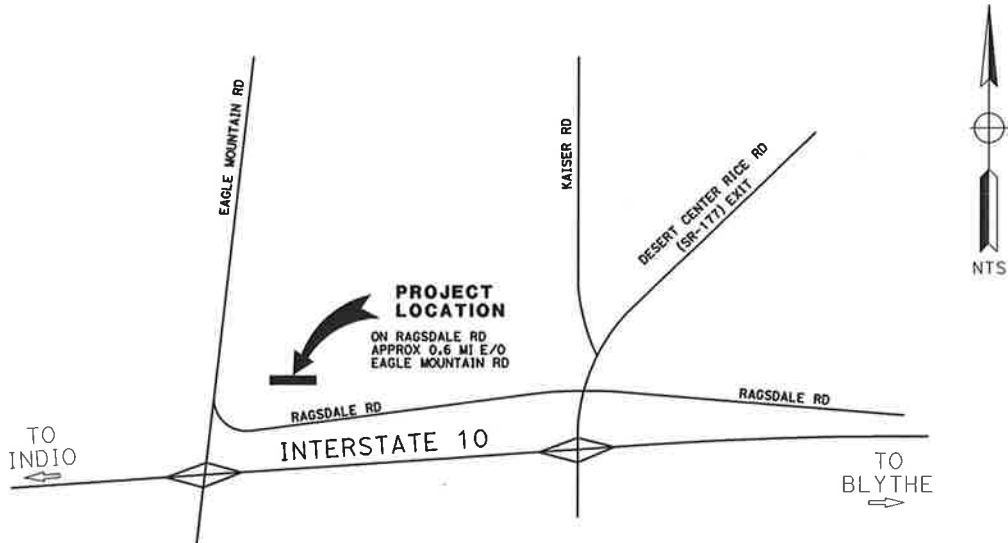 EAGLE MOUNTAIN RD
KAISER RD
DESERT CENTER RICE RD
(SR-177) EXIT
NTS
PROJECT
LOCATION
ON RAGSDALE RD
APPROX 0.6 MI E/O
EAGLE MOUNTAIN RD
RAGSDALE RD
RAGSDALE RD
INTERSTATE 10
TO
INDIO
TO
BLYTHE